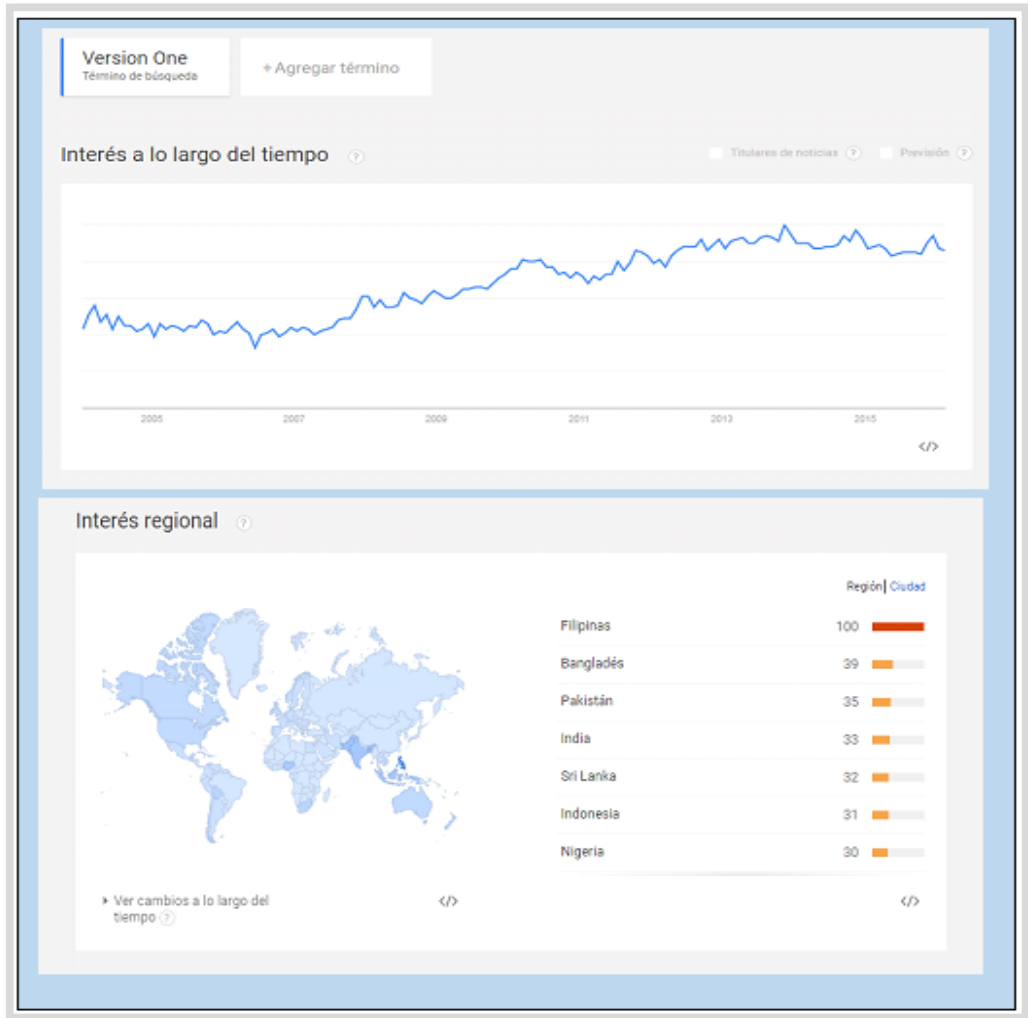 Version One
Término de búsqueda
+ Agregar término
Interés a lo largo del tiempo ?
Titulares de noticias ? Previsión ?
2005 2007 2009 2011 2013 2015
</>
Interés regional ?
Región| Ciudad
Filipinas 100
Bangladés 39
Pakistán 35
India 33
Sri Lanka 32
Indonesia 31
Nigeria 30
Ver cambios a lo largo del
tiempo ?
</> </>